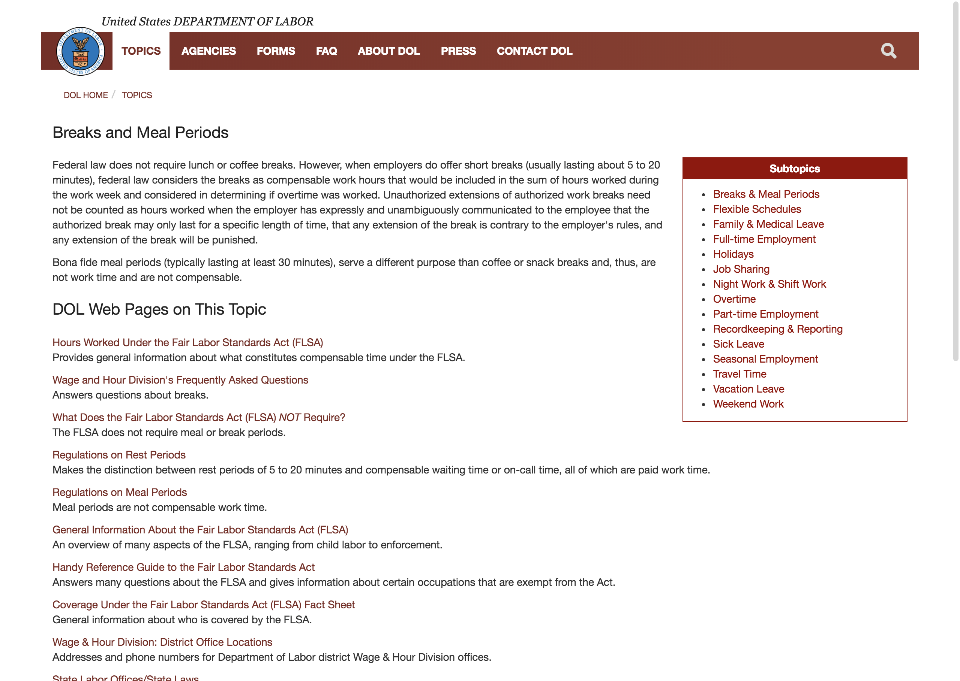 United States DEPARTMENT OF LABOR
TOPICS AGENCIES FORMS FAQ ABOUT DOL PRESS CONTACT DOL
DOL HOME / TOPICS
Breaks and Meal Periods
Federal law does not require lunch or coffee breaks. However, when employers do offer short breaks (usually lasting about 5 to 20
minutes), federal law considers the breaks as compensable work hours that would be included in the sum of hours worked during
the work week and considered in determining if overtime was worked. Unauthorized extensions of authorized work breaks need
not be counted as hours worked when the employer has expressly and unambiguously communicated to the employee that the
authorized break may only last for a specific length of time, that any extension of the break is contrary to the employer's rules, and
any extension of the break will be punished.
Bona fide meal periods (typically lasting at least 30 minutes), serve a different purpose than coffee or snack breaks and, thus, are
not work time and are not compensable.
Subtopics
• Breaks & Meal Periods
• Flexible Schedules
• Family & Medical Leave
• Full-time Employment
• Holidays
• Job Sharing
• Night Work & Shift Work
• Overtime
• Part-time Employment
• Recordkeeping & Reporting
• Sick Leave
• Seasonal Employment
• Travel Time
• Vacation Leave
• Weekend Work
DOL Web Pages on This Topic
Hours Worked Under the Fair Labor Standards Act (FLSA)
Provides general information about what constitutes compensable time under the FLSA.
Wage and Hour Division's Frequently Asked Questions
Answers questions about breaks.
What Does the Fair Labor Standards Act (FLSA) NOT Require?
The FLSA does not require meal or break periods.
Regulations on Rest Periods
Makes the distinction between rest periods of 5 to 20 minutes and compensable waiting time or on-call time, all of which are paid work time.
Regulations on Meal Periods
Meal periods are not compensable work time.
General Information About the Fair Labor Standards Act (FLSA)
An overview of many aspects of the FLSA, ranging from child labor to enforcement.
Handy Reference Guide to the Fair Labor Standards Act
Answers many questions about the FLSA and gives information about certain occupations that are exempt from the Act.
Coverage Under the Fair Labor Standards Act (FLSA) Fact Sheet
General information about who is covered by the FLSA.
Wage & Hour Division: District Office Locations
Addresses and phone numbers for Department of Labor district Wage & Hour Division offices.
State Labor Offices/State Laws